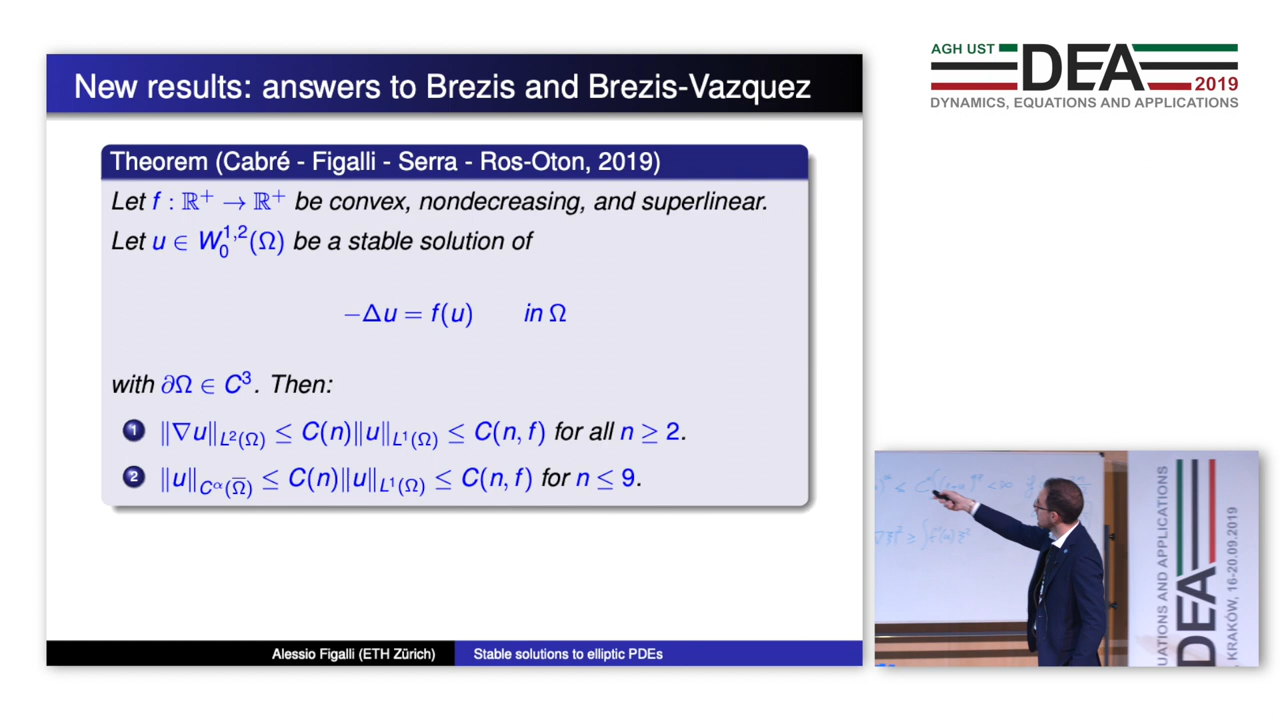 New results: answers to Brezis and Brezis-Vazquez
Theorem (Cabré - Figalli - Serra - Ros-Oton, 2019)
Let f : ℝ⁺ → ℝ⁺ be convex, nondecreasing, and superlinear.
Let u ∈ W₀^{1,2}(Ω) be a stable solution of
−Δu = f(u) in Ω
with ∂Ω ∈ C³. Then:
1 ‖∇u‖_{L²(Ω)} ≤ C(n)‖u‖_{L¹(Ω)} ≤ C(n, f) for all n ≥ 2.
2 ‖u‖_{C^α(Ω̅)} ≤ C(n)‖u‖_{L¹(Ω)} ≤ C(n, f) for n ≤ 9.
Alessio Figalli (ETH Zürich) Stable solutions to elliptic PDEs
AGH UST
DEA
2019
DYNAMICS, EQUATIONS AND APPLICATIONS
UATIONS AND APPLICATIONS
DEA
KRAKÓW, 16-20.09.2019